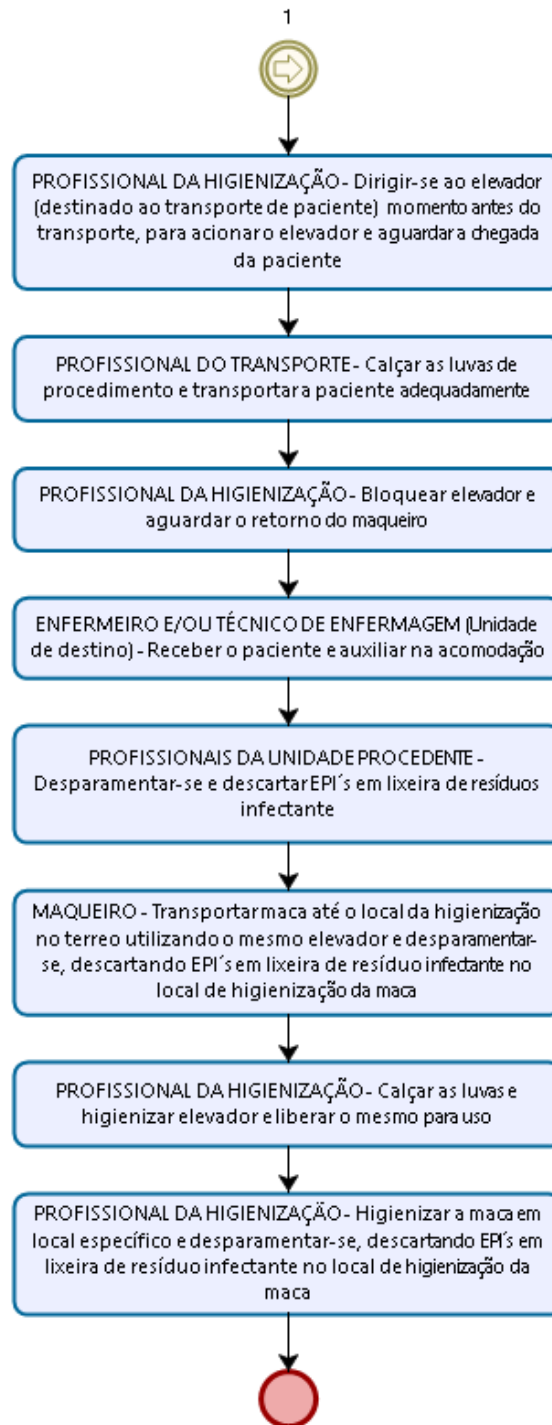 1
PROFISSIONAL DA HIGIENIZAÇÃO - Dirigir-se ao elevador
(destinado ao transporte de paciente) momento antes do
transporte, para acionar o elevador e aguardar a chegada
da paciente
PROFISSIONAL DO TRANSPORTE - Calçar as luvas de
procedimento e transportar a paciente adequadamente
PROFISSIONAL DA HIGIENIZAÇÃO - Bloquear elevador e
aguardar o retorno do maqueiro
ENFERMEIRO E/OU TÉCNICO DE ENFERMAGEM (Unidade
de destino) - Receber o paciente e auxiliar na acomodação
PROFISSIONAIS DA UNIDADE PROCEDENTE -
Desparamentar-se e descartar EPI´s em lixeira de resíduos
infectante
MAQUEIRO - Transportar maca até o local da higienização
no terreo utilizando o mesmo elevador e desparamentar-
se, descartando EPI´s em lixeira de resíduo infectante no
local de higienização da maca
PROFISSIONAL DA HIGIENIZAÇÃO - Calçar as luvas e
higienizar elevador e liberar o mesmo para uso
PROFISSIONAL DA HIGIENIZAÇÃO - Higienizar a maca em
local específico e desparamentar-se, descartando EPI´s em
lixeira de resíduo infectante no local de higienização da
maca